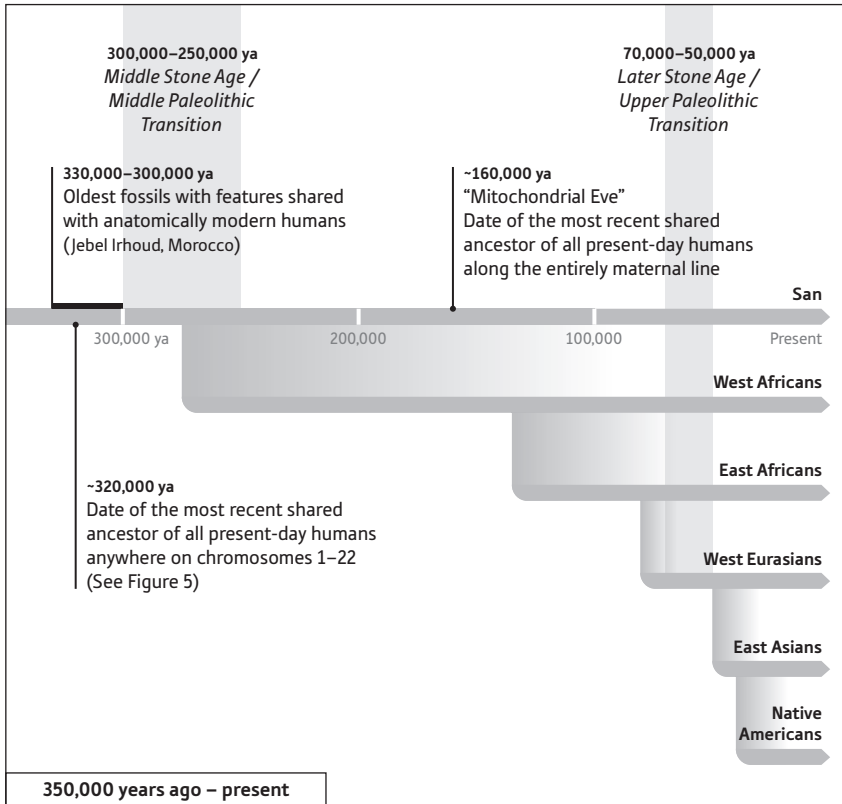 300,000–250,000 ya
Middle Stone Age /
Middle Paleolithic
Transition
70,000–50,000 ya
Later Stone Age /
Upper Paleolithic
Transition
330,000–300,000 ya
Oldest fossils with features shared
with anatomically modern humans
(Jebel Irhoud, Morocco)
~160,000 ya
“Mitochondrial Eve”
Date of the most recent shared
ancestor of all present-day humans
along the entirely maternal line
San
300,000 ya
200,000
100,000
Present
West Africans
East Africans
~320,000 ya
Date of the most recent shared
ancestor of all present-day humans
anywhere on chromosomes 1–22
(See Figure 5)
West Eurasians
East Asians
Native
Americans
350,000 years ago – present